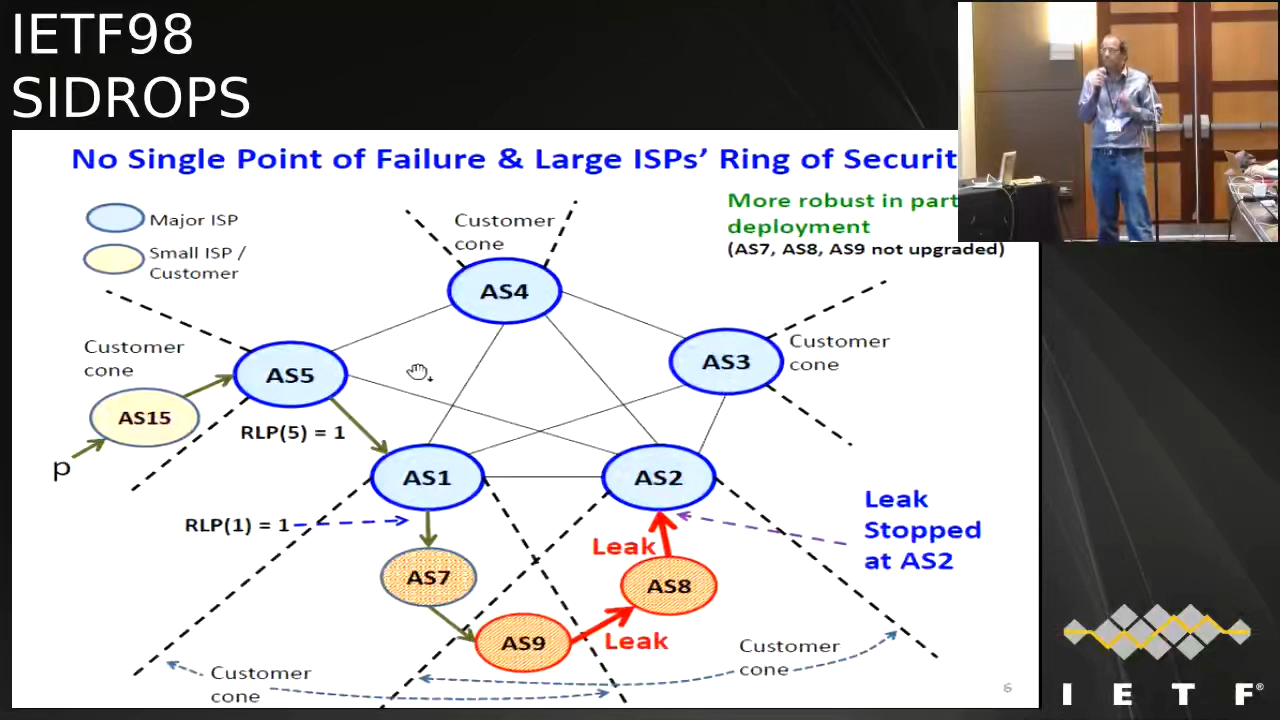 IETF98
SIDROPS
No Single Point of Failure & Large ISPs’ Ring of Securit
Major ISP
Small ISP /
Customer
More robust in part
deployment
(AS7, AS8, AS9 not upgraded)
Customer
cone
AS4
Customer
cone
AS5
AS3
Customer
cone
AS15
RLP(5) = 1
p
AS1
AS2
RLP(1) = 1
Leak
Stopped
at AS2
Leak
AS7
AS8
AS9
Leak
Customer
cone
Customer
cone
6
I E T F®